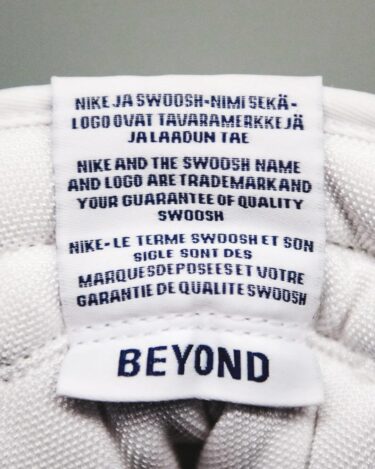 NIKE JA SWOOSH-NIMI SEKÄ-
LOGO OVAT TAVARAMERKKEJÄ
JA LAADUN TAE
NIKE AND THE SWOOSH NAME
AND LOGO ARE TRADEMARK AND
YOUR GUARANTEE OF QUALITY
SWOOSH
NIKE-LE TERME SWOOSH ET SON
SIGLE SONT DES
MARQUES DEPOSEES ET VOTRE
GARANTIE DE QUALITE SWOOSH
BEYOND